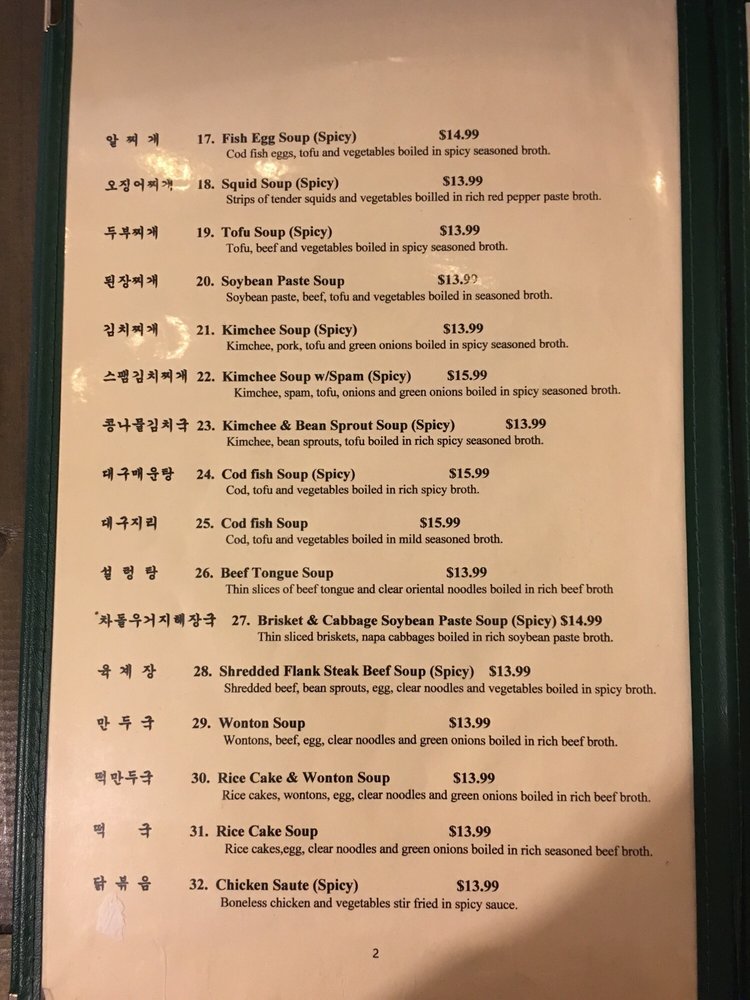 알 찌 개 17. Fish Egg Soup (Spicy) $14.99
Cod fish eggs, tofu and vegetables boiled in spicy seasoned broth.
오징어찌개 18. Squid Soup (Spicy) $13.99
Strips of tender squids and vegetables boilled in rich red pepper paste broth.
두부찌개 19. Tofu Soup (Spicy) $13.99
Tofu, beef and vegetables boiled in spicy seasoned broth.
된장찌개 20. Soybean Paste Soup $13.99
Soybean paste, beef, tofu and vegetables boiled in seasoned broth.
김치찌개 21. Kimchee Soup (Spicy) $13.99
Kimchee, pork, tofu and green onions boiled in spicy seasoned broth.
스팸김치찌개 22. Kimchee Soup w/Spam (Spicy) $15.99
Kimchee, spam, tofu, onions and green onions boiled in spicy seasoned broth.
콩나물김치국 23. Kimchee & Bean Sprout Soup (Spicy) $13.99
Kimchee, bean sprouts, tofu boiled in rich spicy seasoned broth.
대구매운탕 24. Cod fish Soup (Spicy) $15.99
Cod, tofu and vegetables boiled in rich spicy broth.
대구지리 25. Cod fish Soup $15.99
Cod, tofu and vegetables boiled in mild seasoned broth.
설 렁 탕 26. Beef Tongue Soup $13.99
Thin slices of beef tongue and clear oriental noodles boiled in rich beef broth
*차돌우거지해장국 27. Brisket & Cabbage Soybean Paste Soup (Spicy) $14.99
Thin sliced briskets, napa cabbages boiled in rich soybean paste broth.
육 계 장 28. Shredded Flank Steak Beef Soup (Spicy) $13.99
Shredded beef, bean sprouts, egg, clear noodles and vegetables boiled in spicy broth.
만 두 국 29. Wonton Soup $13.99
Wontons, beef, egg, clear noodles and green onions boiled in rich beef broth.
떡만두국 30. Rice Cake & Wonton Soup $13.99
Rice cakes, wontons, egg, clear noodles and green onions boiled in rich beef broth.
떡 국 31. Rice Cake Soup $13.99
Rice cakes,egg, clear noodles and green onions boiled in rich seasoned beef broth.
닭 볶 음 32. Chicken Saute (Spicy) $13.99
Boneless chicken and vegetables stir fried in spicy sauce.
2